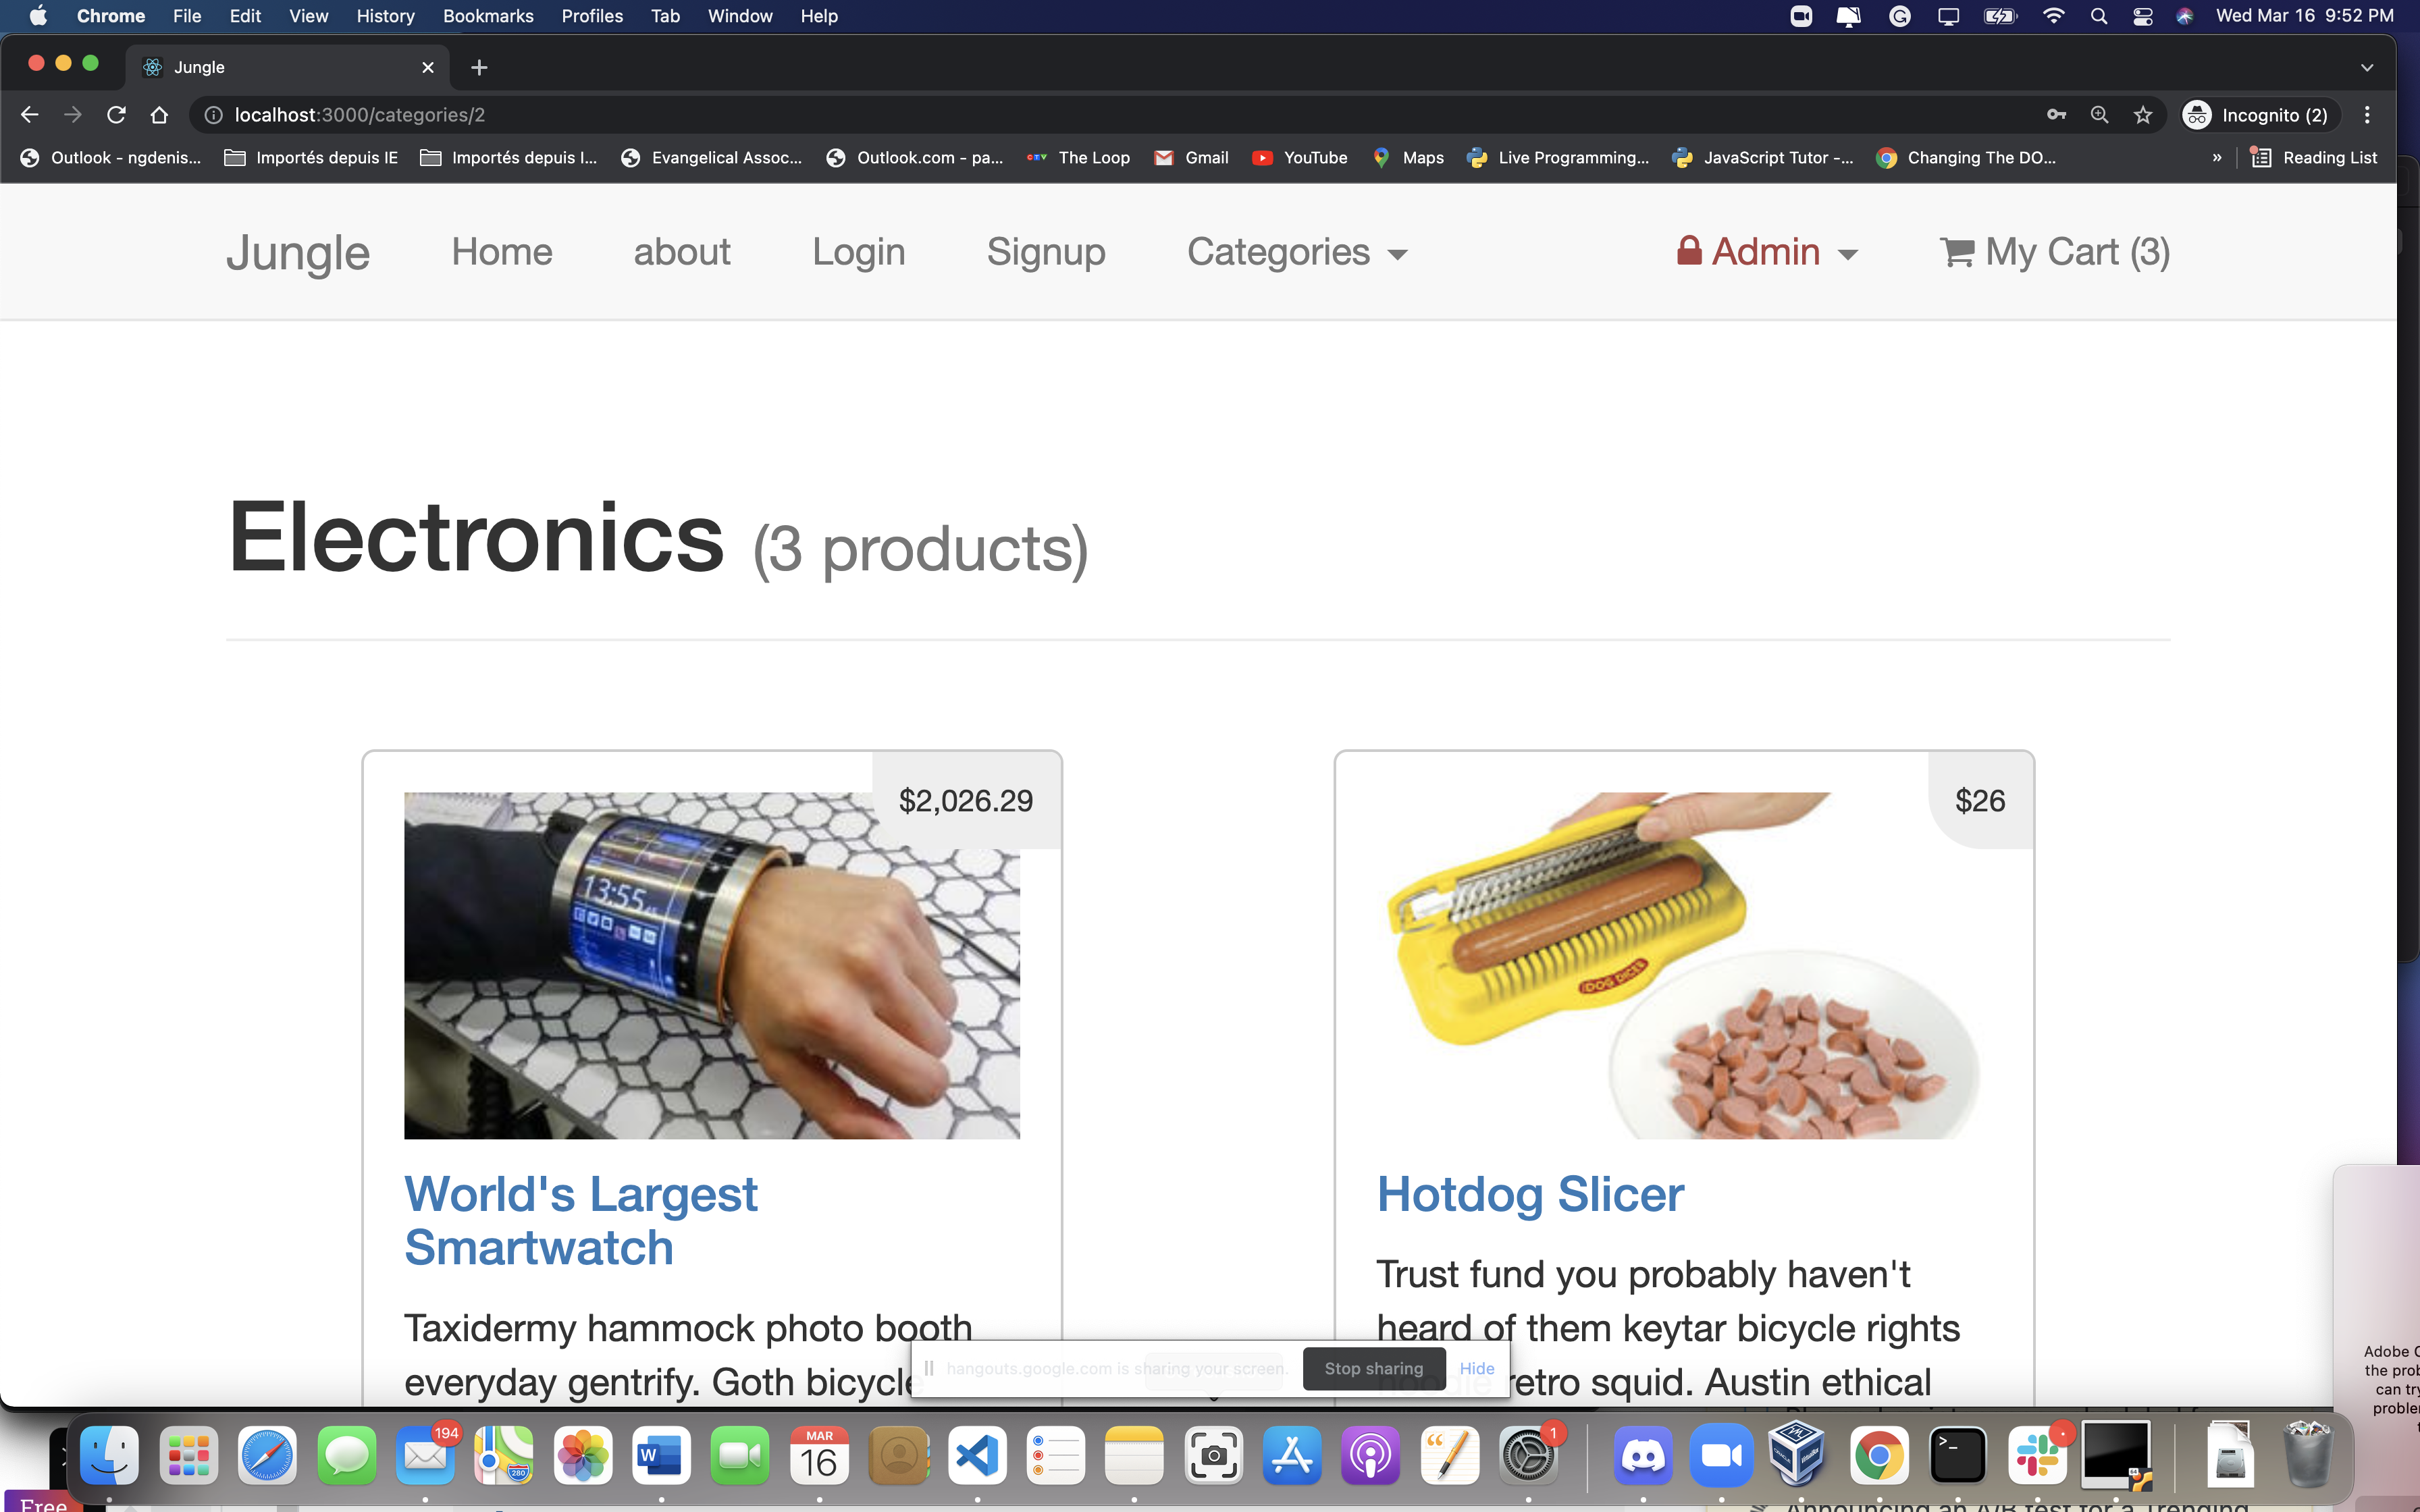 Chrome File Edit View History Bookmarks Profiles Tab Window Help Wed Mar 16 9:52 PM
Jungle
localhost:3000/categories/2 Incognito (2)
Outlook - ngdenis... Importés depuis IE Importés depuis I... Evangelical Assoc... Outlook.com - pa... The Loop Gmail YouTube Maps Live Programming... JavaScript Tutor -... Changing The DO... » Reading List
Jungle Home about Login Signup Categories Admin My Cart (3)
Electronics (3 products)
$2,026.29
13:55
World's Largest
Smartwatch
Taxidermy hammock photo booth
everyday gentrify. Goth bicycle
$26
DOG DICER
Hotdog Slicer
Trust fund you probably haven't
heard of them keytar bicycle rights
retro squid. Austin ethical
hangouts.google.com is sharing your screen. Stop sharing Hide
Adobe C
the prob
can try
problem
194
W
280
MAR
16
1
Free
Announcing an A/B test for a Trending